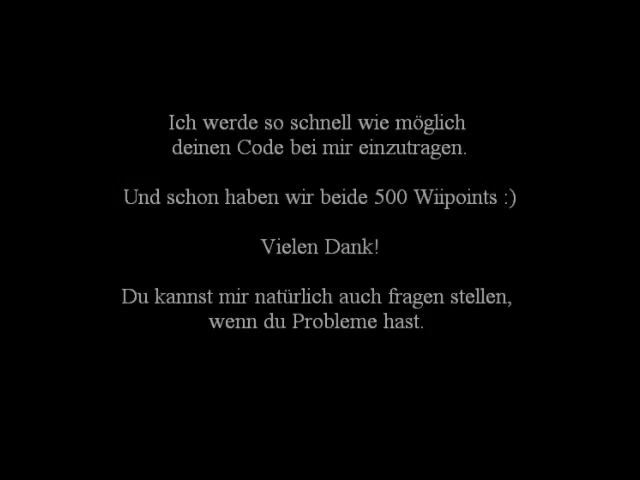 Ich werde so schnell wie möglich
deinen Code bei mir einzutragen.
Und schon haben wir beide 500 Wiipoints :)
Vielen Dank!
Du kannst mir natürlich auch fragen stellen,
wenn du Probleme hast.